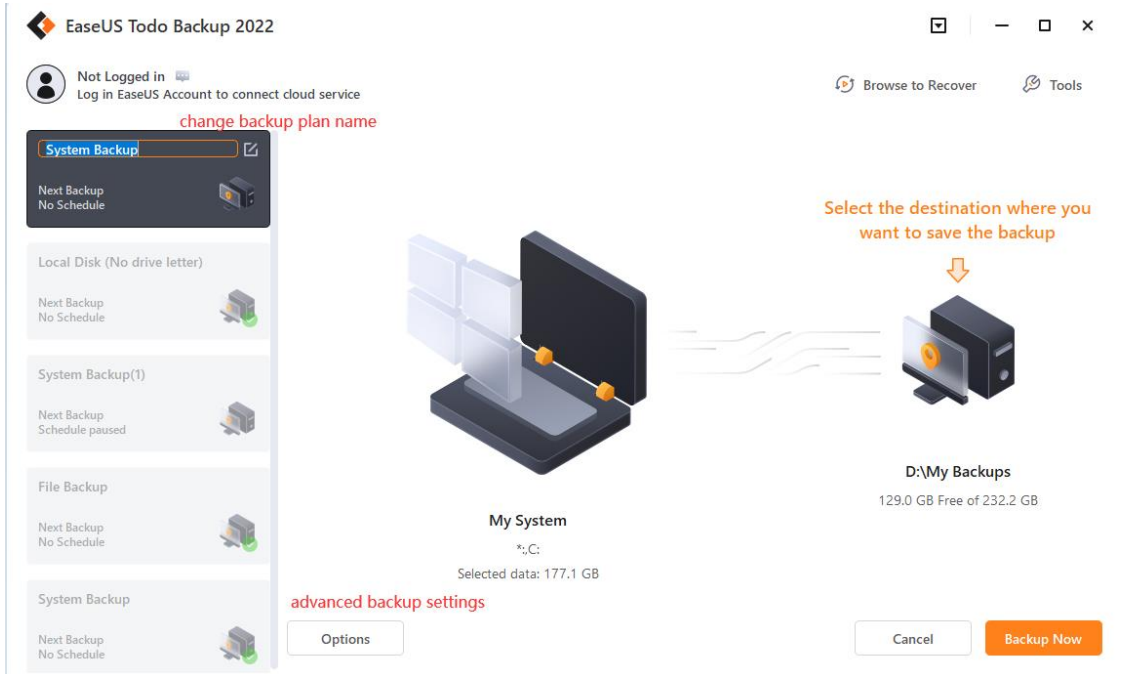 EaseUS Todo Backup 2022
Not Logged in
Log in EaseUS Account to connect cloud service
Browse to Recover
Tools
change backup plan name
System Backup
Next Backup
No Schedule
Local Disk (No drive letter)
Next Backup
No Schedule
System Backup(1)
Next Backup
Schedule paused
File Backup
Next Backup
No Schedule
System Backup
Next Backup
No Schedule
My System
*:,C:
Selected data: 177.1 GB
Select the destination where you
want to save the backup
D:\My Backups
129.0 GB Free of 232.2 GB
advanced backup settings
Options
Cancel
Backup Now